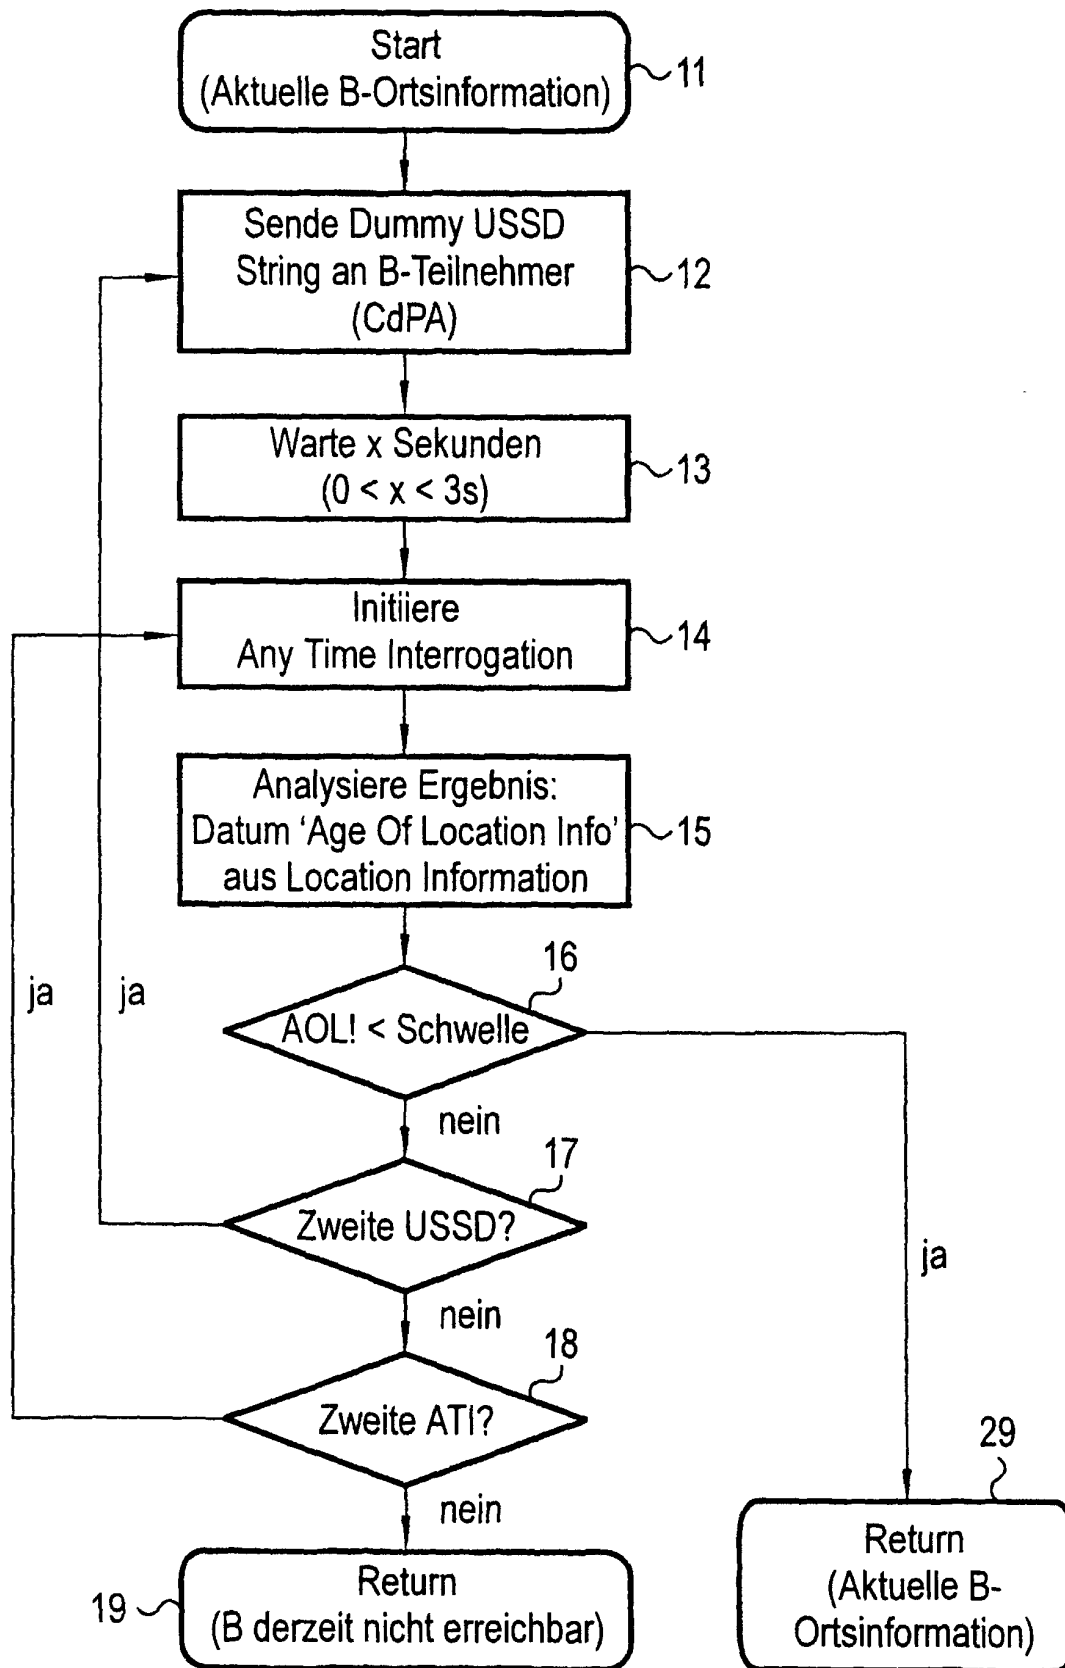 Start
(Aktuelle B-Ortsinformation)
11
Sende Dummy USSD
String an B-Teilnehmer
(CdPA)
12
Warte x Sekunden
(0 < x < 3s)
13
Initiiere
Any Time Interrogation
14
Analysiere Ergebnis:
Datum ‘Age Of Location Info’
aus Location Information
15
16
AOL! < Schwelle
ja
ja
nein
17
Zweite USSD?
ja
nein
18
Zweite ATI?
nein
29
19
Return
(B derzeit nicht erreichbar)
Return
(Aktuelle B-
Ortsinformation)